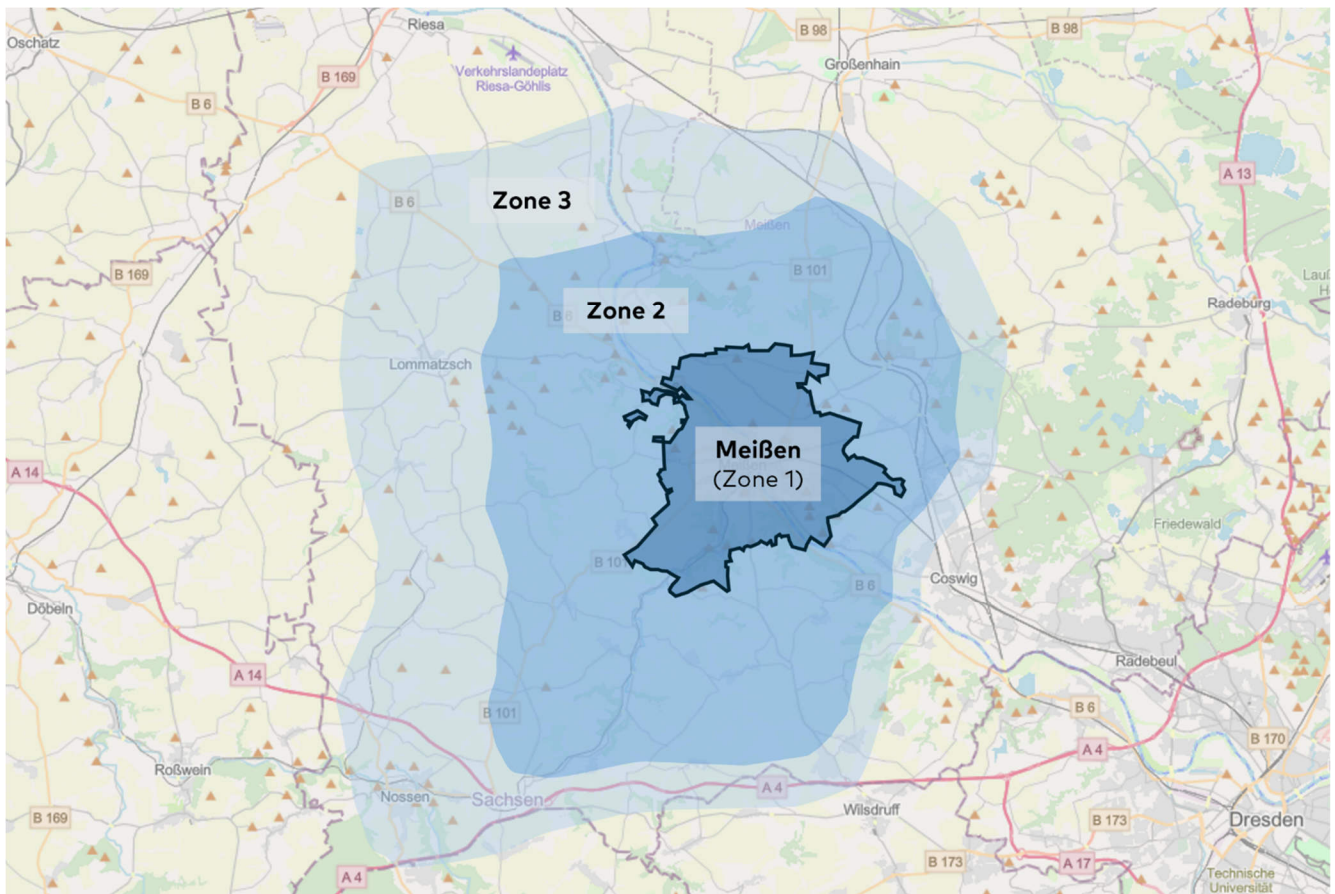 Riesa
B 98
B 98
Oschatz
Großenhain
B 169
Verkehrslandeplatz
Riesa-Göhlis
B 6
A 13
Zone 3
B 6
Meißen
B 169
B 101
Radeburg
Zone 2
B 6
Lommatzsch
Meißen
(Zone 1)
A 14
Friedewald
B 101
Coswig
B 6
Döbeln
Radebeul
A 14
B 101
B 6
B 170
A 4
Roßwein
Nossen
Sachsen
A 4
Wilsdruff
B 169
B 173
Dresden
A 4
B 173
A 17
Technische
Universität